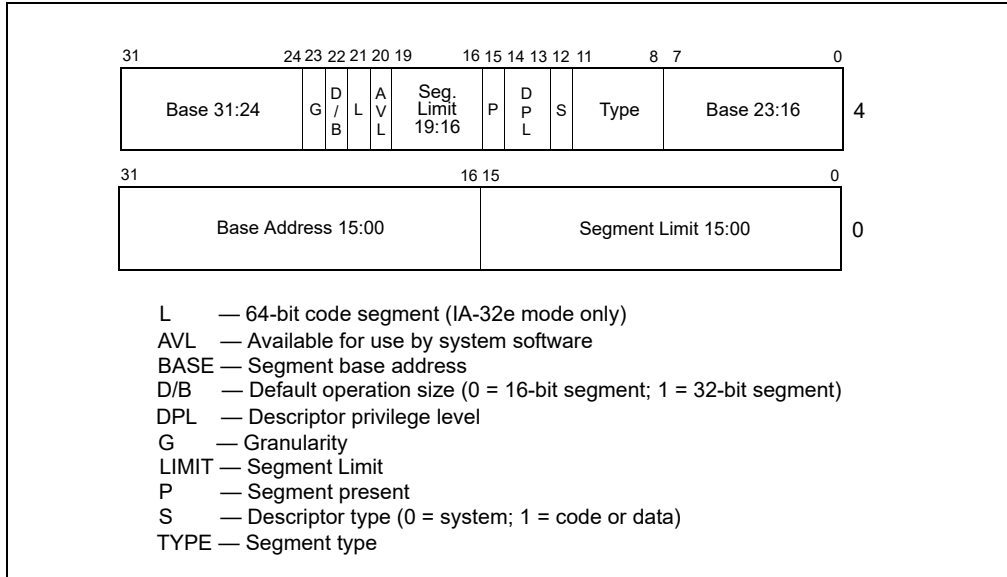 31 24 23 22 21 20 19 16 15 14 13 12 11 8 7 0
Base 31:24 G D/B L AVL Seg. Limit 19:16 P DPL S Type Base 23:16 4
31 16 15 0
Base Address 15:00 Segment Limit 15:00 0
L — 64-bit code segment (IA-32e mode only)
AVL — Available for use by system software
BASE — Segment base address
D/B — Default operation size (0 = 16-bit segment; 1 = 32-bit segment)
DPL — Descriptor privilege level
G — Granularity
LIMIT — Segment Limit
P — Segment present
S — Descriptor type (0 = system; 1 = code or data)
TYPE — Segment type